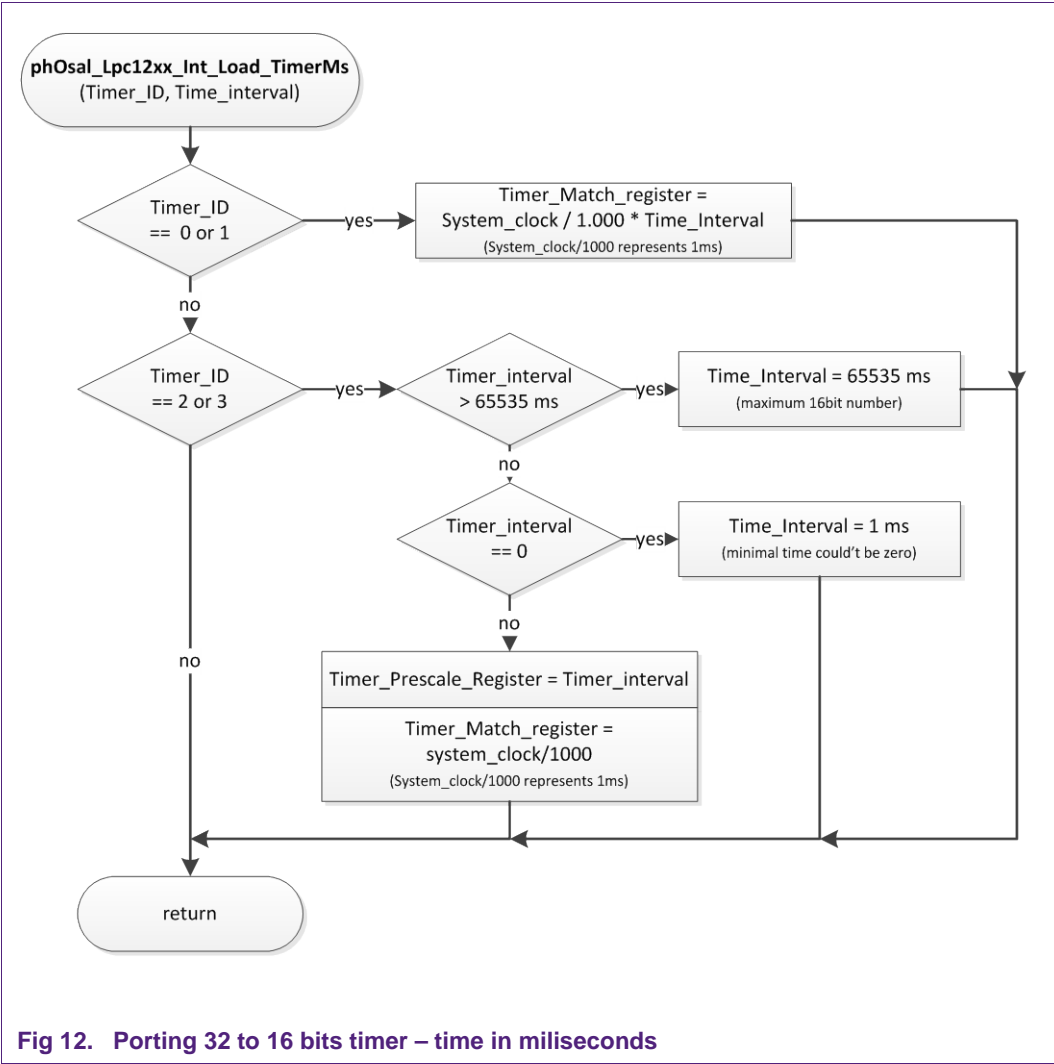 phOsal_Lpc12xx_Int_Load_TimerMs
(Timer_ID, Time_interval)
Timer_ID
== 0 or 1
yes
Timer_Match_register =
System_clock / 1.000 * Time_Interval
(System_clock/1000 represents 1ms)
no
Timer_ID
== 2 or 3
yes
Timer_interval
> 65535 ms
yes
Time_Interval = 65535 ms
(maximum 16bit number)
no
Timer_interval
== 0
yes
Time_Interval = 1 ms
(minimal time could't be zero)
no
no
Timer_Prescale_Register = Timer_interval
Timer_Match_register =
system_clock/1000
(System_clock/1000 represents 1ms)
return
Fig 12. Porting 32 to 16 bits timer – time in miliseconds